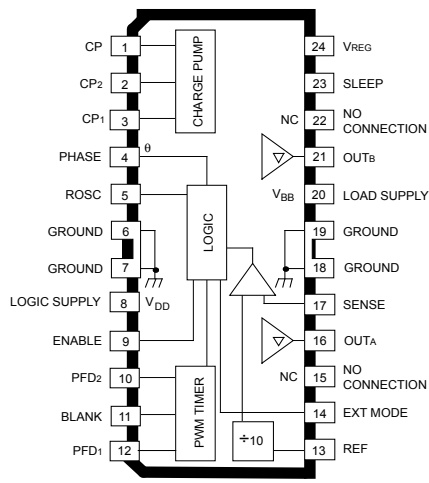 CP 1 CHARGE PUMP 24 VREG
CP2 2 23 SLEEP
CP1 3 NC 22 NO CONNECTION
PHASE 4 θ 21 OUTB
ROSC 5 LOGIC VBB 20 LOAD SUPPLY
GROUND 6 19 GROUND
GROUND 7 18 GROUND
LOGIC SUPPLY 8 VDD 17 SENSE
ENABLE 9 16 OUTA
PFD2 10 NC 15 NO CONNECTION
BLANK 11 PWM TIMER 14 EXT MODE
PFD1 12 ÷10 13 REF